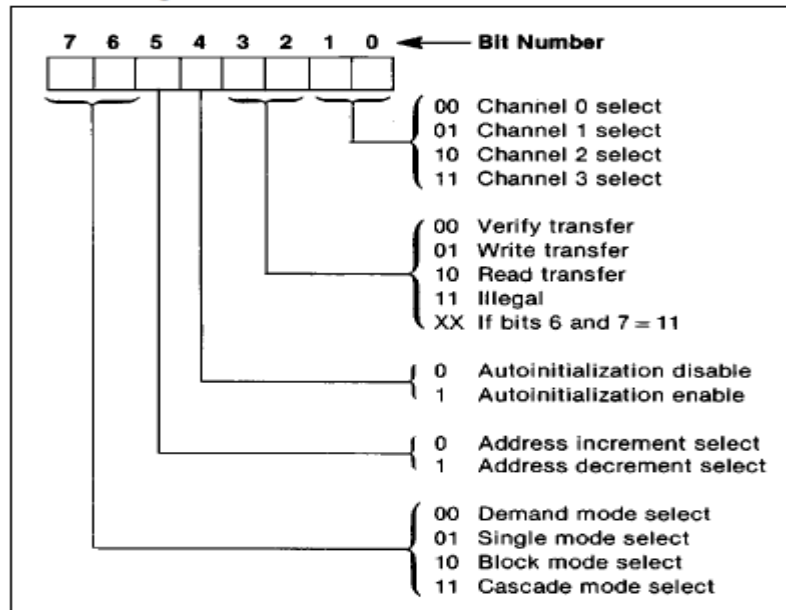 7 6 5 4 3 2 1 0 Bit Number
00 Channel 0 select
01 Channel 1 select
10 Channel 2 select
11 Channel 3 select
00 Verify transfer
01 Write transfer
10 Read transfer
11 Illegal
XX If bits 6 and 7 = 11
0 Autoinitialization disable
1 Autoinitialization enable
0 Address increment select
1 Address decrement select
00 Demand mode select
01 Single mode select
10 Block mode select
11 Cascade mode select